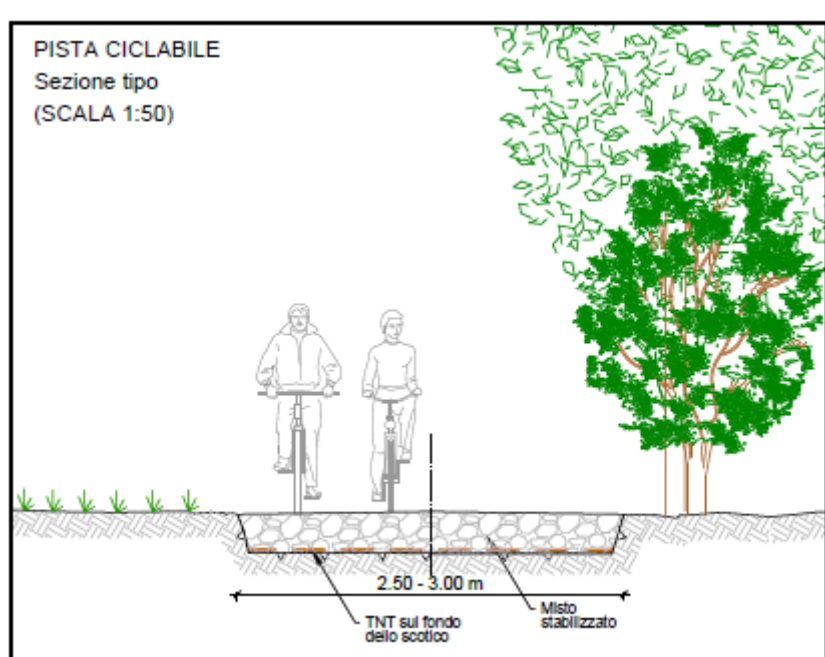 PISTA CICLABILE
Sezione tipo
(SCALA 1:50)
2.50 - 3.00 m
TNT sul fondo
dello scotico
Misto
stabilizzato